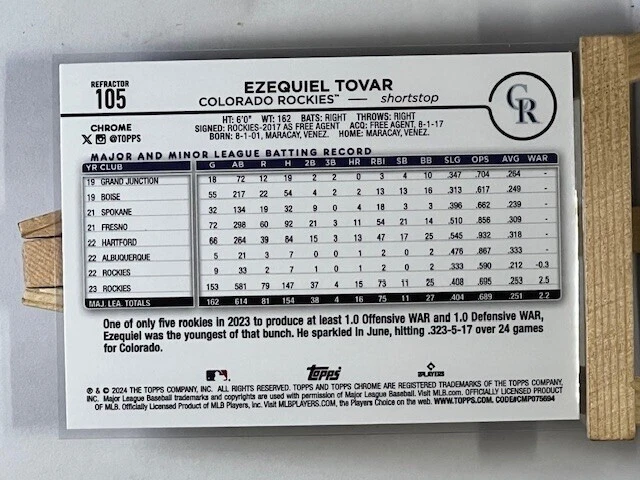 REFRACTOR
105
EZEQUIEL TOVAR
COLORADO ROCKIES™ — shortstop
CR
CHROME
X @TOPPS
HT: 6'0" WT: 162 BATS: RIGHT THROWS: RIGHT
SIGNED: ROCKIES-2017 AS FREE AGENT ACQ: FREE AGENT, 8-1-17
BORN: 8-1-01, MARACAY, VENEZ. HOME: MARACAY, VENEZ.
MAJOR AND MINOR LEAGUE BATTING RECORD
YR CLUB G AB R H 2B 3B HR RBI SB BB SLG OPS AVG WAR
19 GRAND JUNCTION 18 72 12 19 2 2 0 3 4 10 .347 .704 .264 -
19 BOISE 55 217 22 54 4 2 2 13 13 16 .313 .617 .249 -
21 SPOKANE 32 134 19 32 9 0 4 18 3 3 .396 .662 .239 -
21 FRESNO 72 298 60 92 21 3 11 54 21 14 .510 .856 .309 -
22 HARTFORD 66 264 39 84 15 3 13 47 17 25 .545 .932 .318 -
22 ALBUQUERQUE 5 21 3 7 0 0 1 2 0 2 .476 .867 .333 -
22 ROCKIES 9 33 2 7 1 0 1 2 0 2 .333 .590 .212 -0.3
23 ROCKIES 153 581 79 147 37 4 15 73 11 25 .408 .695 .253 2.5
MAJ. LEA. TOTALS 162 614 81 154 38 4 16 75 11 27 .404 .689 .251 2.2
One of only five rookies in 2023 to produce at least 1.0 Offensive WAR and 1.0 Defensive WAR,
Ezequiel was the youngest of that bunch. He sparkled in June, hitting .323-5-17 over 24 games
for Colorado.
Topps
PLAYERS
® & © 2024 THE TOPPS COMPANY, INC. ALL RIGHTS RESERVED. TOPPS AND TOPPS CHROME ARE REGISTERED TRADEMARKS OF THE TOPPS COMPANY,
INC. Major League Baseball trademarks and copyrights are used with permission of Major League Baseball. Visit MLB.com. OFFICIALLY LICENSED PRODUCT
OF MLB. Officially Licensed Product of MLB Players, Inc. Visit MLBPLAYERS.com, the Players Choice on the web. WWW.TOPPS.COM. CODE#CMP075694